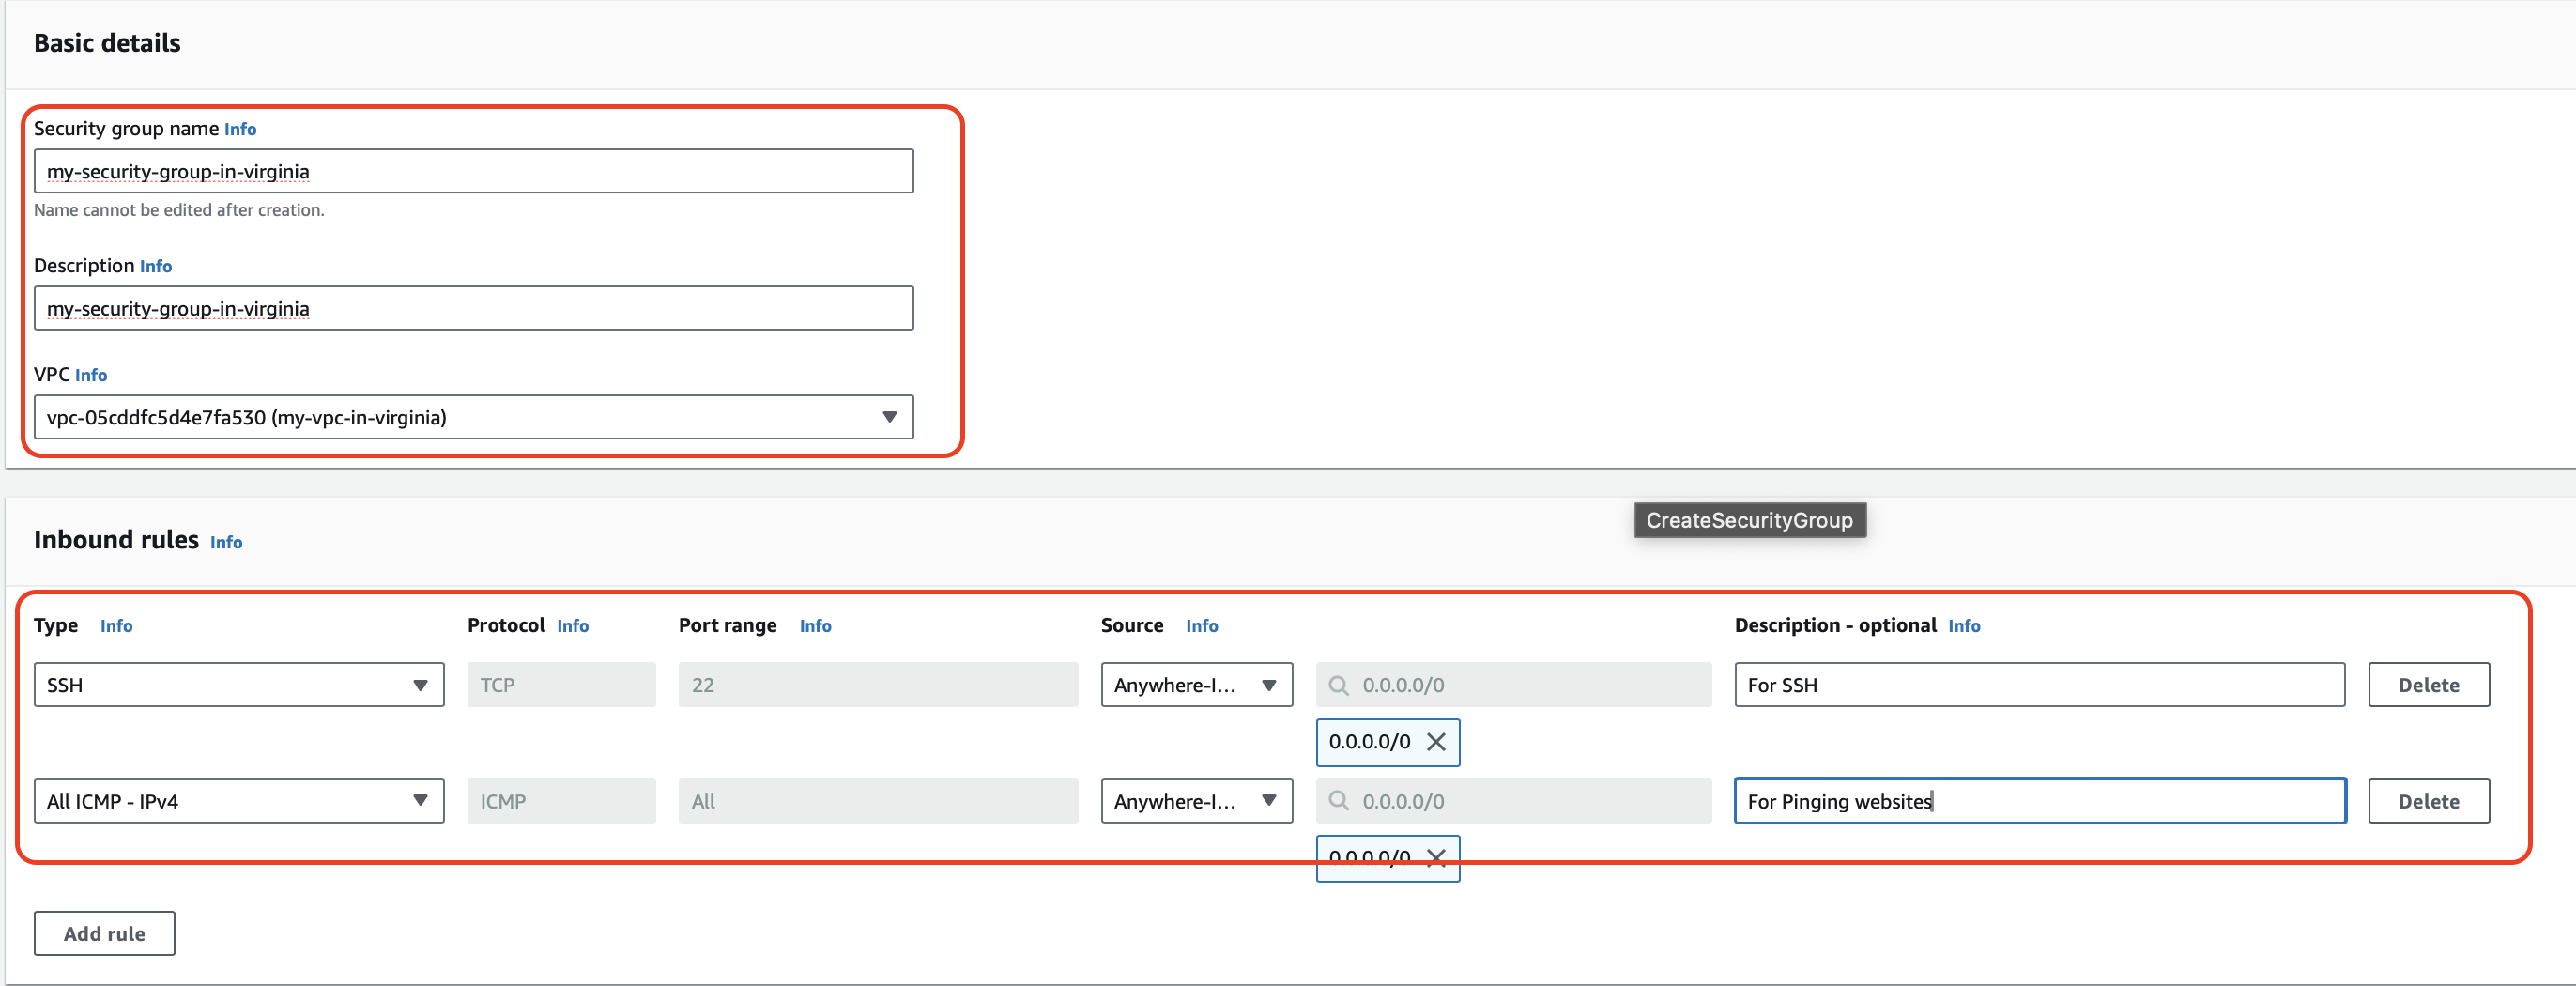 Basic details
Security group name Info
my-security-group-in-virginia
Name cannot be edited after creation.
Description Info
my-security-group-in-virginia
VPC Info
vpc-05cddfc5d4e7fa530 (my-vpc-in-virginia)
CreateSecurityGroup
Inbound rules Info
Type Info Protocol Info Port range Info Source Info Description - optional Info
SSH TCP 22 Anywhere-I... 0.0.0.0/0 For SSH Delete
0.0.0.0/0
All ICMP - IPv4 ICMP All Anywhere-I... 0.0.0.0/0 For Pinging websites Delete
0.0.0.0/0
Add rule